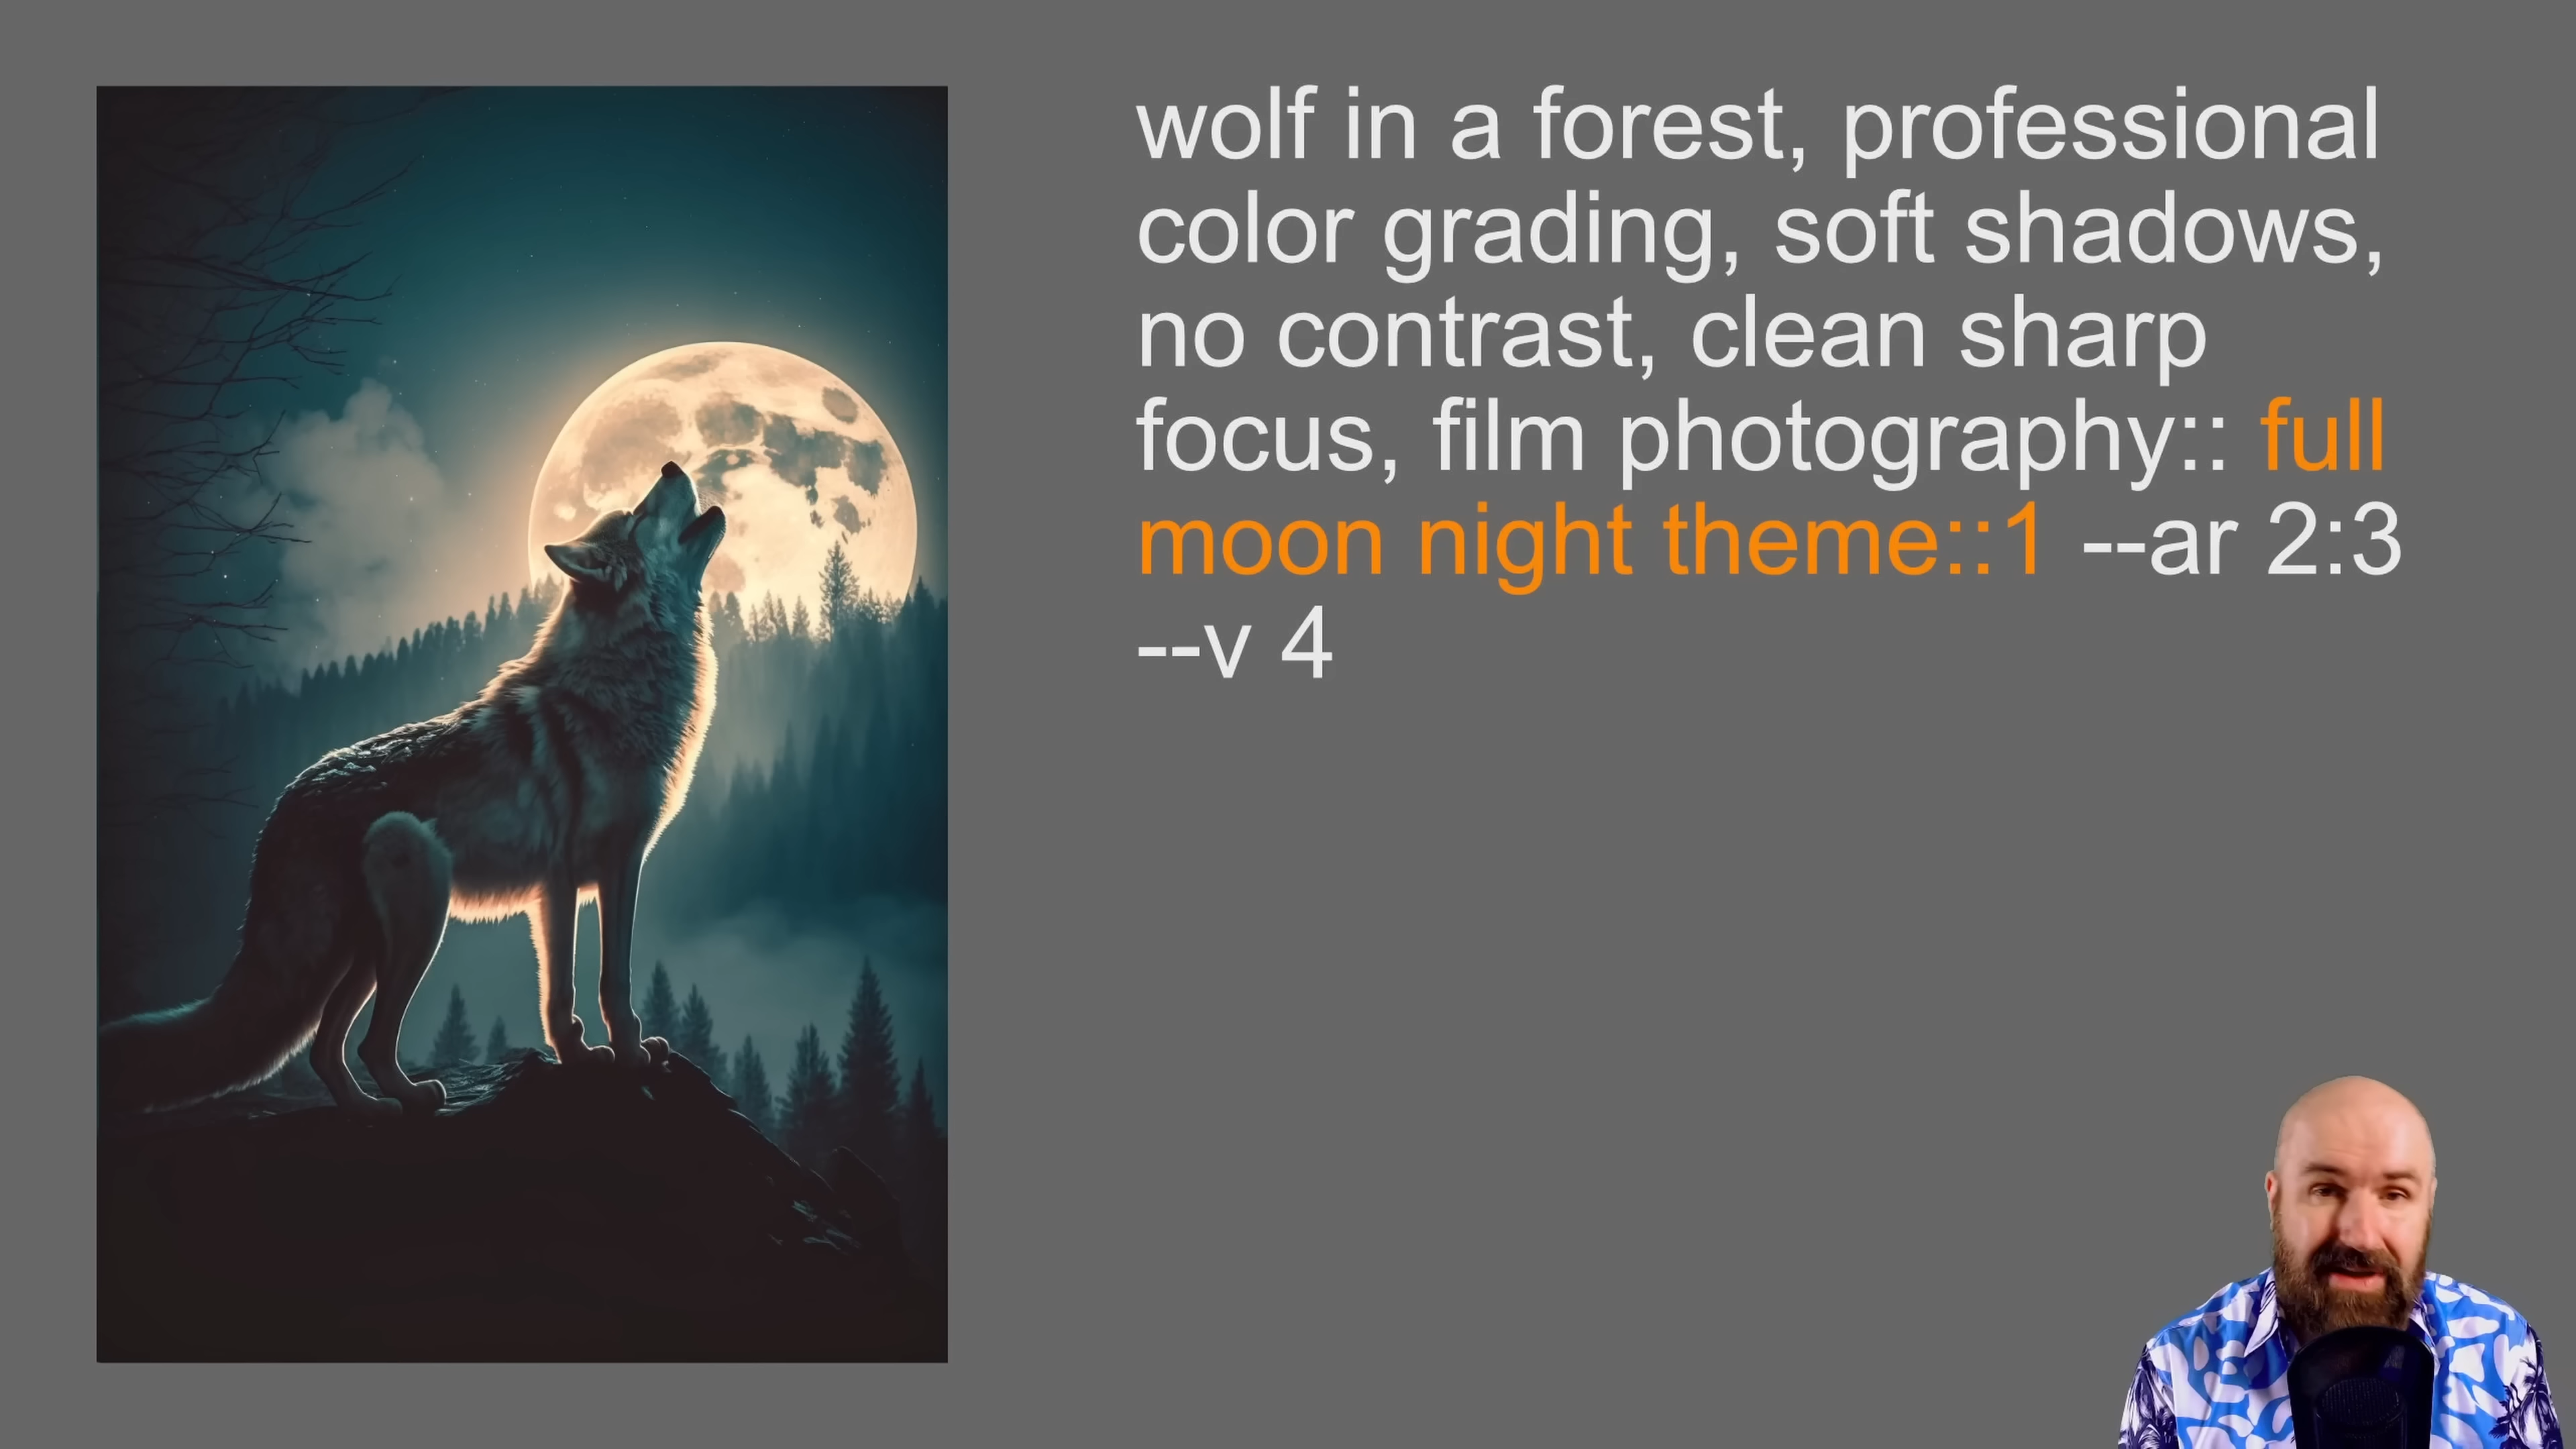 wolf in a forest, professional
color grading, soft shadows,
no contrast, clean sharp
focus, film photography:: full
moon night theme::1 --ar 2:3
--v 4